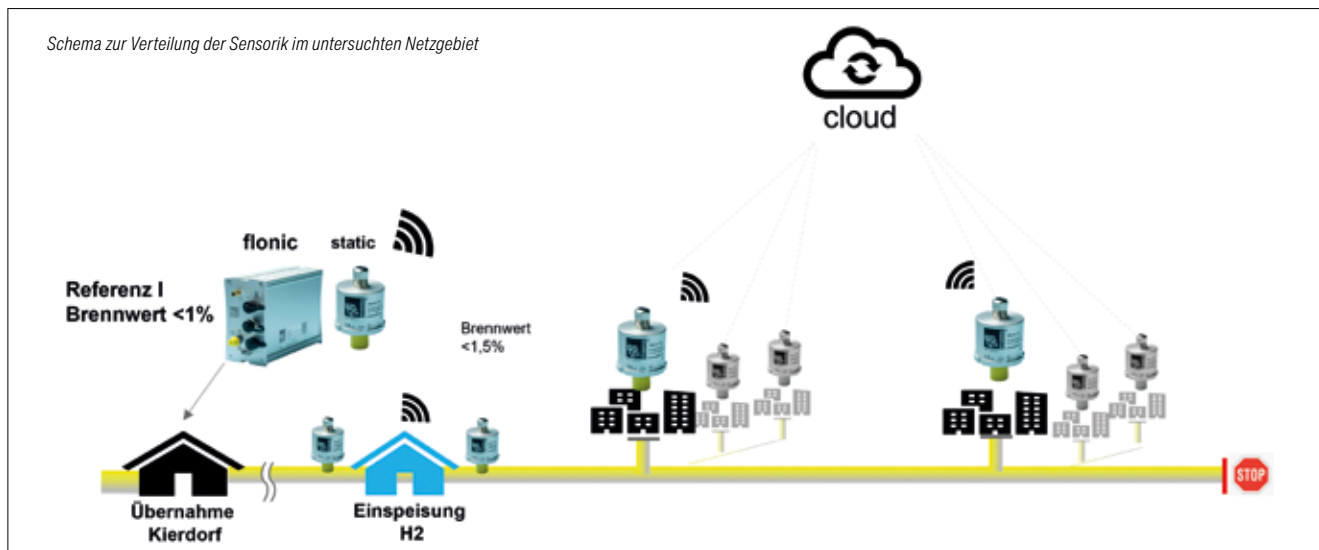 Schema zur Verteilung der Sensorik im untersuchten Netzgebiet
cloud
flonic
static
Referenz I
Brennwert <1%
Brennwert
<1,5%
Übernahme
Kierdorf
Einspeisung
H2
STOP